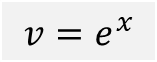 v = e^x